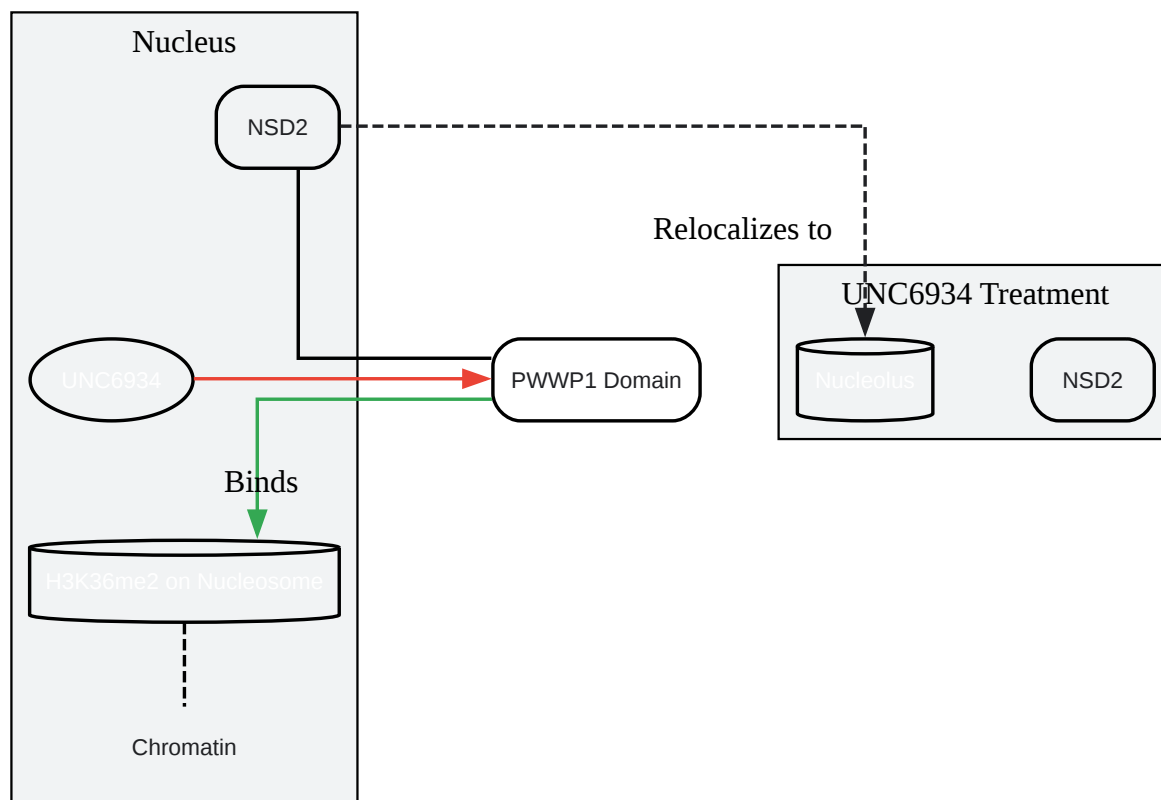 Nucleus
NSD2
Relocalizes to
UNC6934 Treatment
UNC6934
PWWP1 Domain
Nucleolus
NSD2
Binds
H3K36me2 on Nucleosome
Chromatin